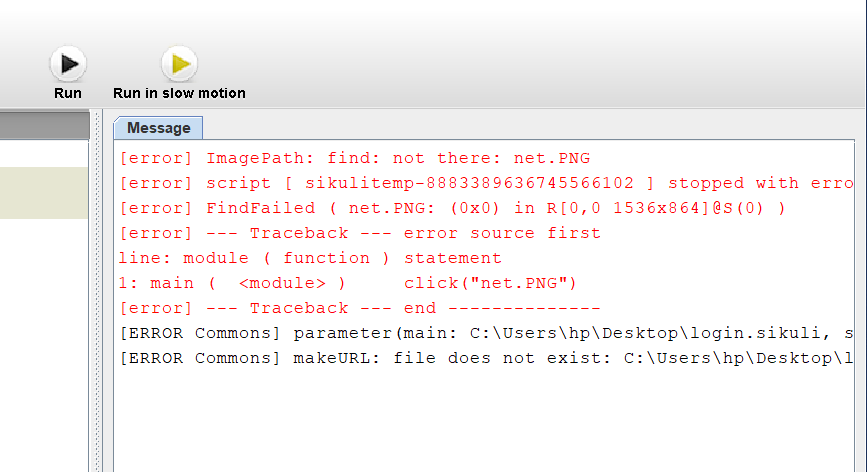 Run
Run in slow motion
Message
[error] ImagePath: find: not there: net.PNG
[error] script [ sikulitemp-8883389636745566102 ] stopped with erro
[error] FindFailed ( net.PNG: (0x0) in R[0,0 1536x864]@S(0) )
[error] --- Traceback --- error source first
line: module ( function ) statement
1: main (  <module> )     click("net.PNG")
[error] --- Traceback --- end --------------
[ERROR Commons] parameter(main: C:\Users\hp\Desktop\login.sikuli, s
[ERROR Commons] makeURL: file does not exist: C:\Users\hp\Desktop\l